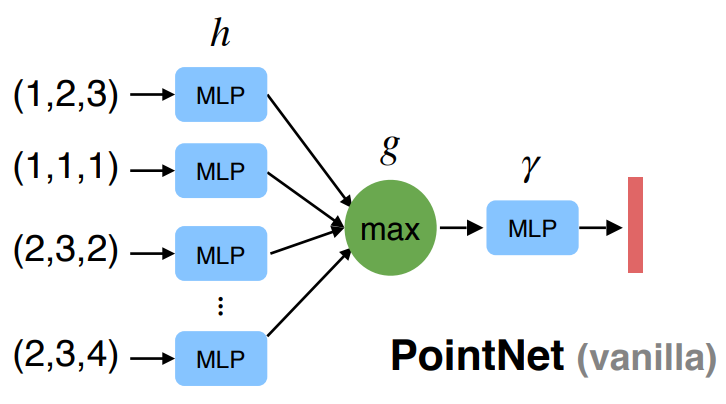 h
(1,2,3) MLP
(1,1,1) MLP
g
γ
(2,3,2) MLP
max
MLP
⋮
(2,3,4) MLP
PointNet (vanilla)